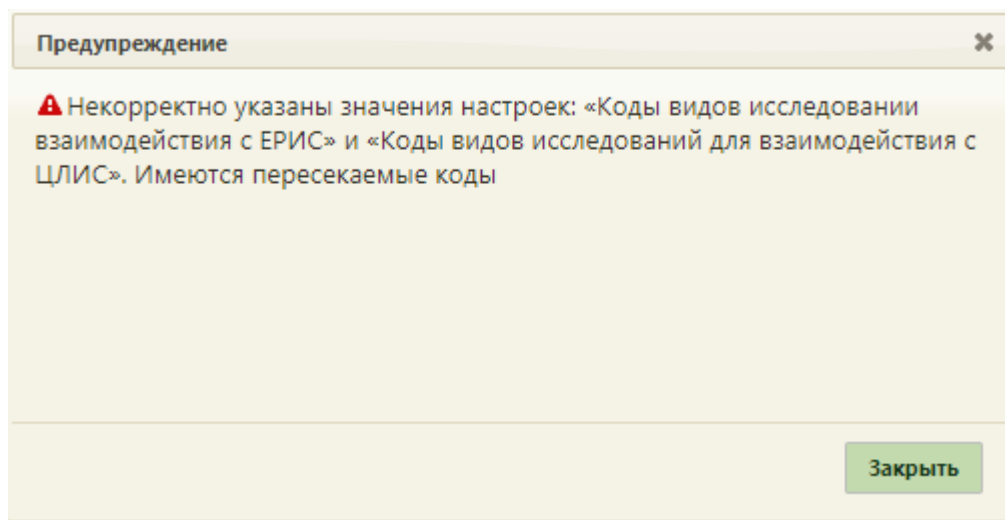 Предупреждение
Некорректно указаны значения настроек: «Коды видов исследовании
взаимодействия с ЕРИС» и «Коды видов исследований для взаимодействия с
ЦЛИС». Имеются пересекаемые коды
Закрыть